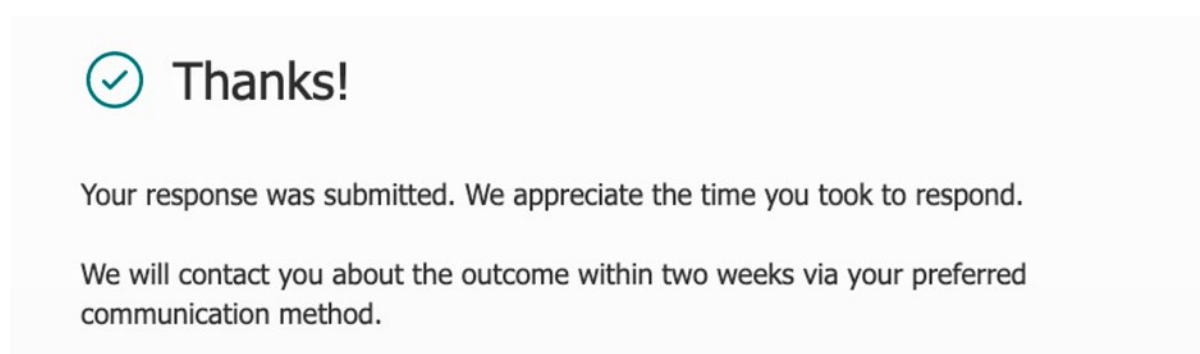 Thanks!
Your response was submitted. We appreciate the time you took to respond.
We will contact you about the outcome within two weeks via your preferred
communication method.